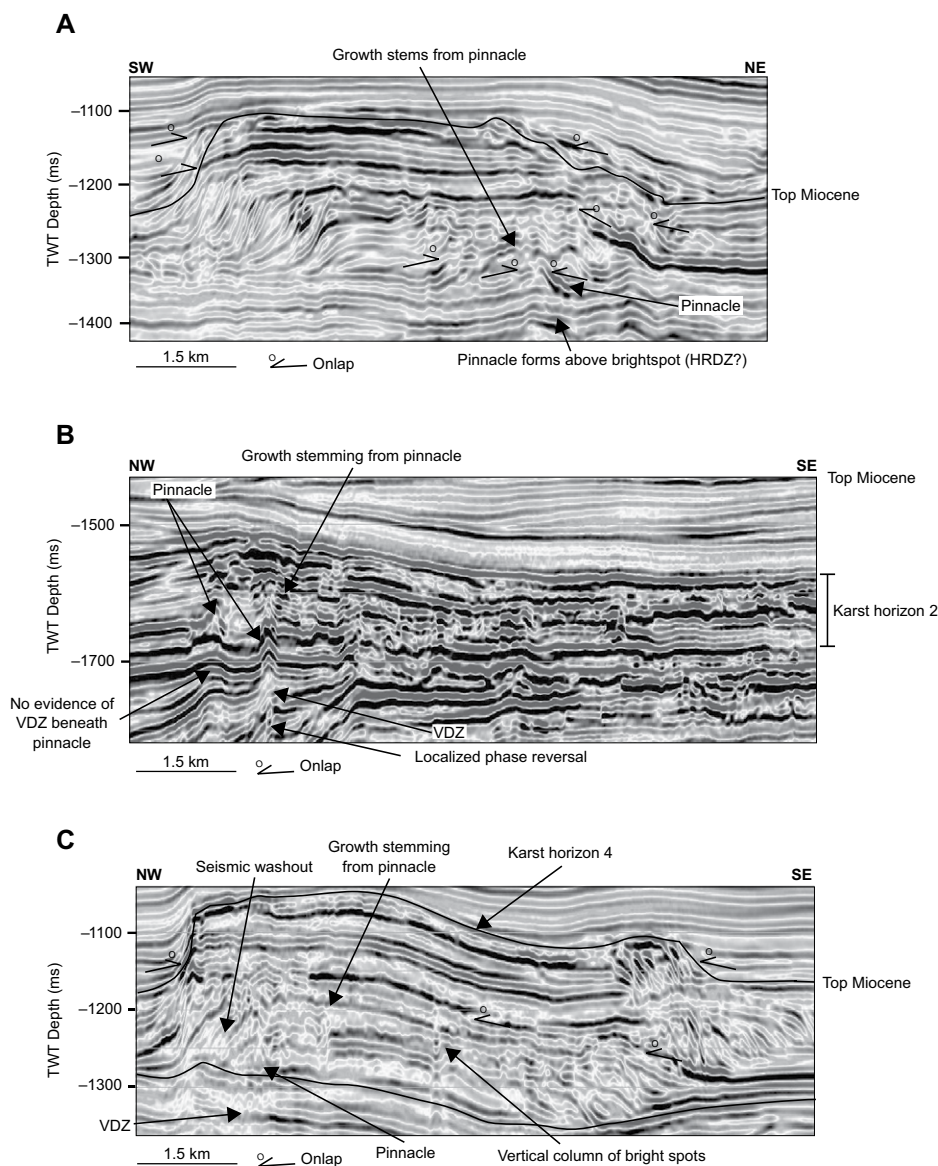 A
Growth stems from pinnacle
SW
NE
–1100
–1200
–1300
–1400
TWT Depth (ms)
Top Miocene
Pinnacle
1.5 km
Onlap
Pinnacle forms above brightspot (HRDZ?)
B
Growth stemming from pinnacle
NW
SE
Top Miocene
Pinnacle
–1500
–1700
TWT Depth (ms)
Karst horizon 2
No evidence of
VDZ beneath
pinnacle
VDZ
Localized phase reversal
1.5 km
Onlap
C
Growth stemming
from pinnacle
Karst horizon 4
Seismic washout
NW
SE
–1100
–1200
–1300
TWT Depth (ms)
Top Miocene
VDZ
Pinnacle
Vertical column of bright spots
1.5 km
Onlap